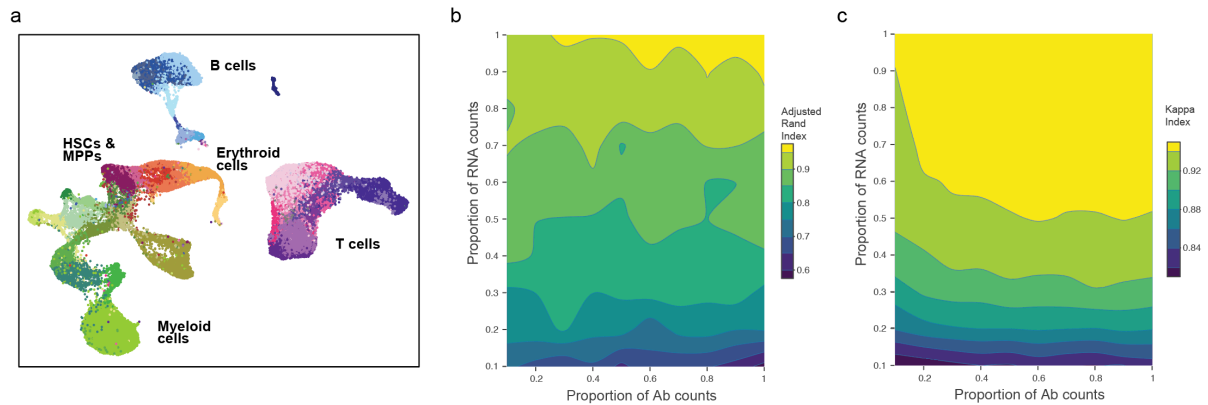 a
b
c
B cells
HSCs &
MPPs
Erythroid
cells
T cells
Myeloid
cells
Proportion of RNA counts
1
0.9
0.8
0.7
0.6
0.5
0.4
0.3
0.2
0.1
0.2
0.4
0.6
0.8
1
Proportion of Ab counts
Adjusted
Rand
Index
0.9
0.8
0.7
0.6
Proportion of RNA counts
1
0.9
0.8
0.7
0.6
0.5
0.4
0.3
0.2
0.1
0.2
0.4
0.6
0.8
1
Proportion of Ab counts
Kappa
Index
0.92
0.88
0.84